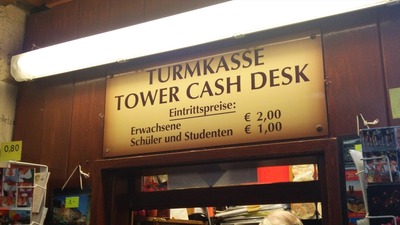 TURMKASSE
TOWER CASH DESK
Eintrittspreise:
Erwachsene € 2,00
Schüler und Studenten € 1,00
0.80